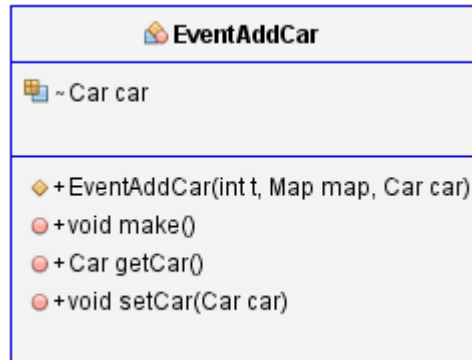 EventAddCar
~ Car car
+ EventAddCar(int t, Map map, Car car)
+ void make()
+ Car getCar()
+ void setCar(Car car)